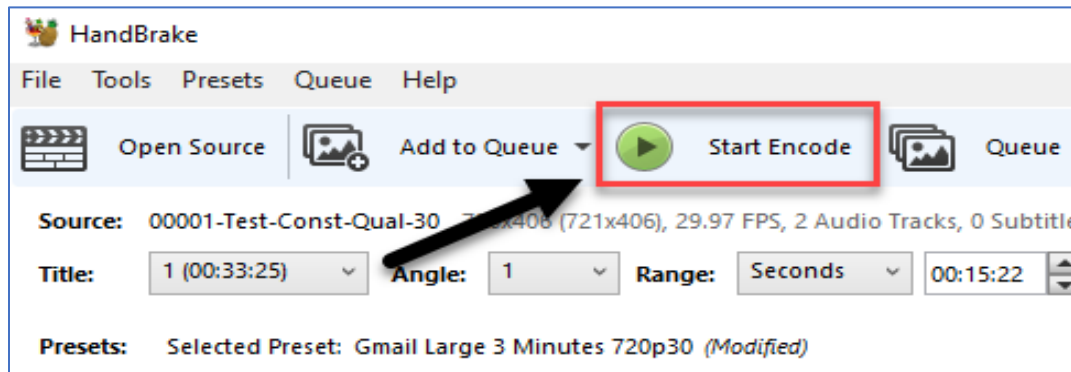 HandBrake
File Tools Presets Queue Help
Open Source Add to Queue Start Encode Queue
Source: 00001-Test-Const-Qual-30 (721x406), 29.97 FPS, 2 Audio Tracks, 0 Subtitle
Title: 1 (00:33:25) Angle: 1 Range: Seconds 00:15:22
Presets: Selected Preset: Gmail Large 3 Minutes 720p30 (Modified)